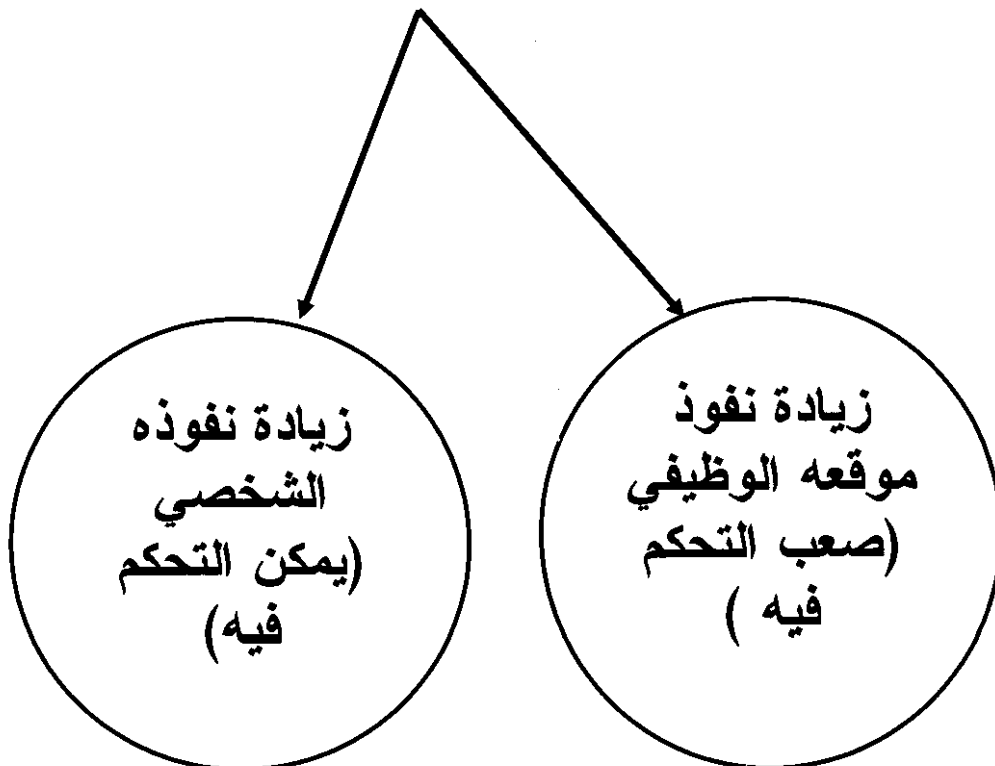 زيادة نفوذ
موقعه الوظيفي
(صعب التحكم
فيه )
زيادة نفوذه
الشخصي
(يمكن التحكم
فيه)